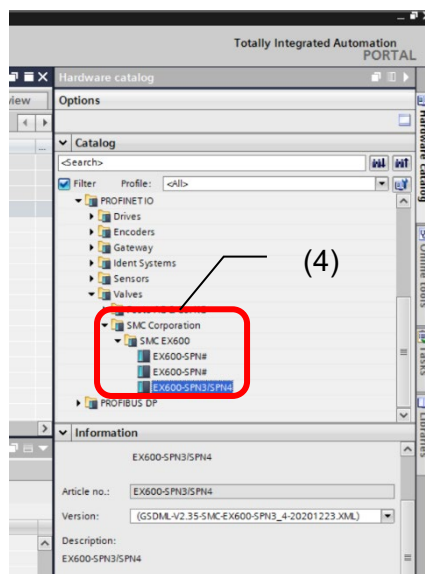 Totally Integrated Automation
PORTAL
Hardware catalog
view
Options
Catalog
<Search>
Filter
Profile:
<All>
PROFINET IO
Drives
Encoders
Gateway
Ident Systems
Sensors
Valves
(4)
SMC Corporation
SMC EX600
EX600-SPN#
EX600-SPN#
EX600-SPN3/SPN4
PROFIBUS DP
Information
EX600-SPN3/SPN4
Article no.:
EX600-SPN3/SPN4
Version:
(GSDML-V2.35-SMC-EX600-SPN3_4-20201223.XML)
Description:
EX600-SPN3/SPN4
Hardware catalog
Online tools
Tasks
Libraries